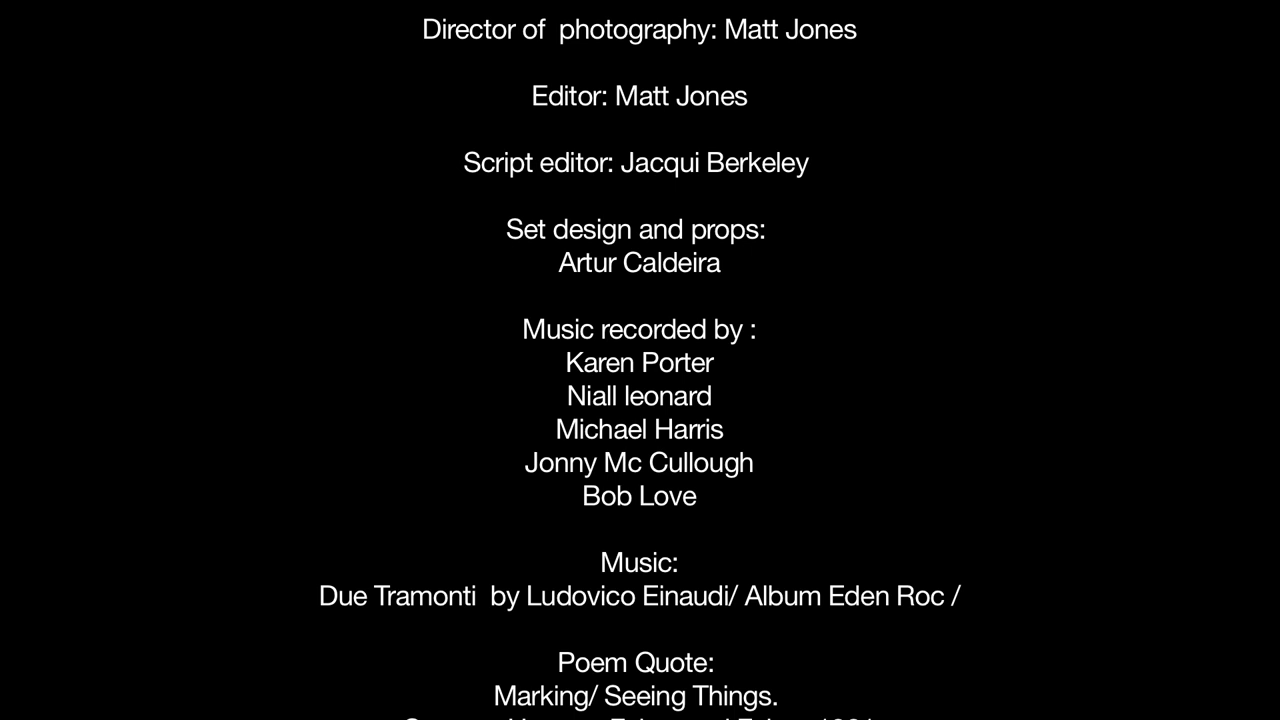 Director of  photography: Matt Jones
Editor: Matt Jones
Script editor: Jacqui Berkeley
Set design and props:
Artur Caldeira
Music recorded by :
Karen Porter
Niall leonard
Michael Harris
Jonny Mc Cullough
Bob Love
Music:
Due Tramonti  by Ludovico Einaudi/ Album Eden Roc /
Poem Quote:
Marking/ Seeing Things.